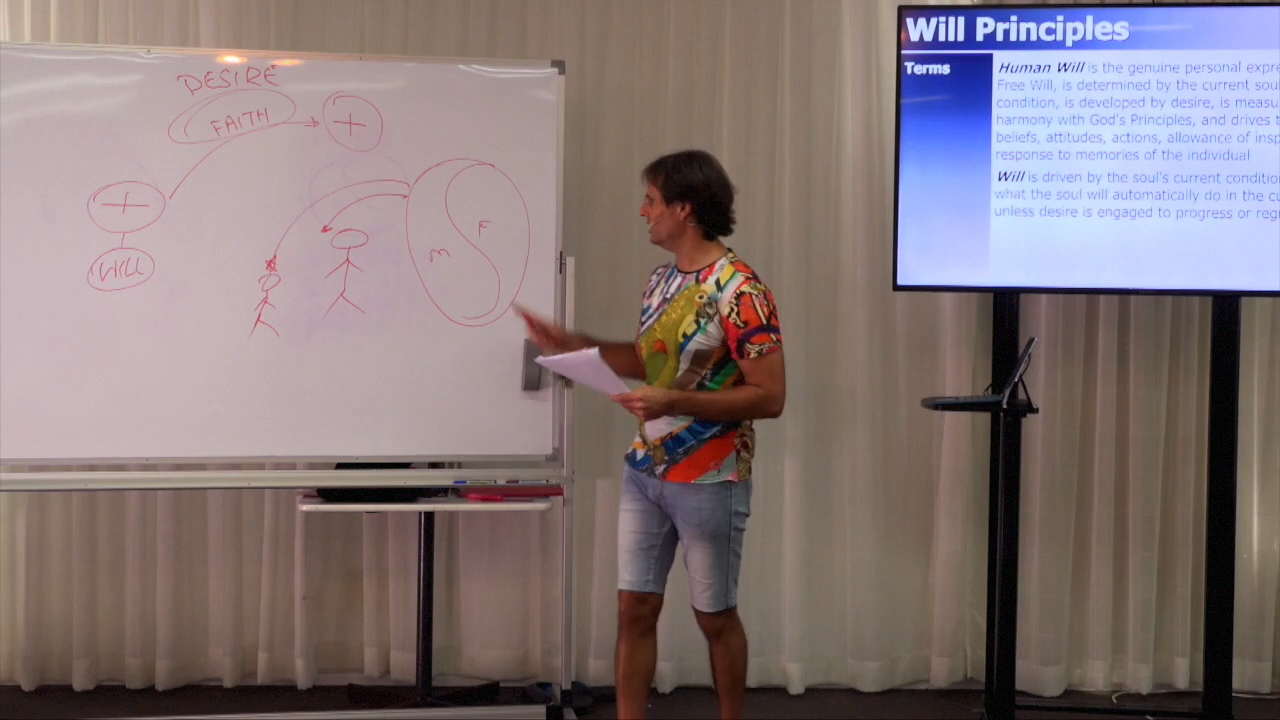 DESIRE
FAITH
WILL
M
F
Will Principles
Terms
Human Will is the genuine personal expre
Free Will, is determined by the current sou
condition, is developed by desire, is measu
harmony with God's Principles, and drives t
beliefs, attitudes, actions, allowance of insp
response to memories of the individual
Will is driven by the soul's current conditio
what the soul will automatically do in the cu
unless desire is engaged to progress or reg